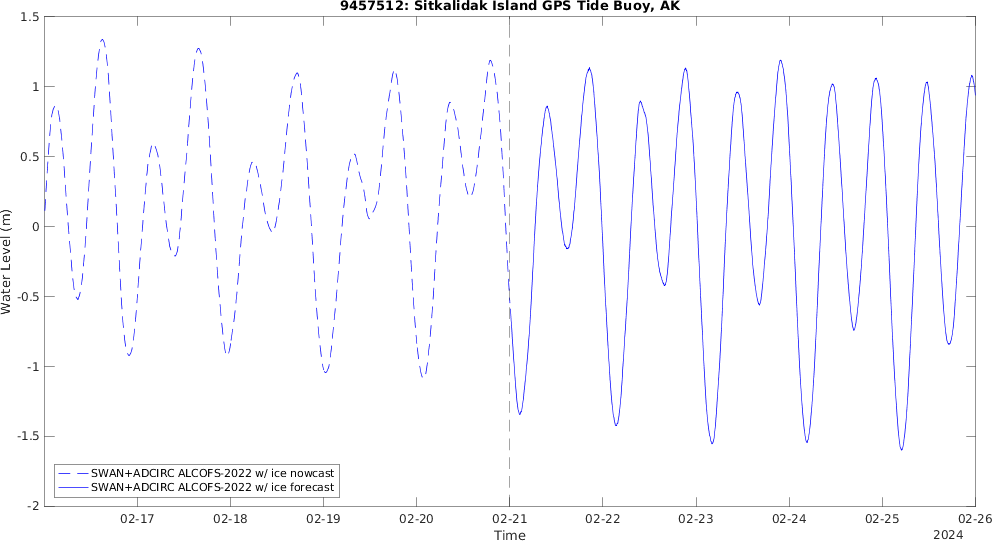 9457512: Sitkalidak Island GPS Tide Buoy, AK
1.5
1
0.5
0
-0.5
-1
-1.5
-2
Water Level (m)
SWAN+ADCIRC ALCOFS-2022 w/ ice nowcast
SWAN+ADCIRC ALCOFS-2022 w/ ice forecast
02-17 02-18 02-19 02-20 02-21 02-22 02-23 02-24 02-25 02-26
Time
2024